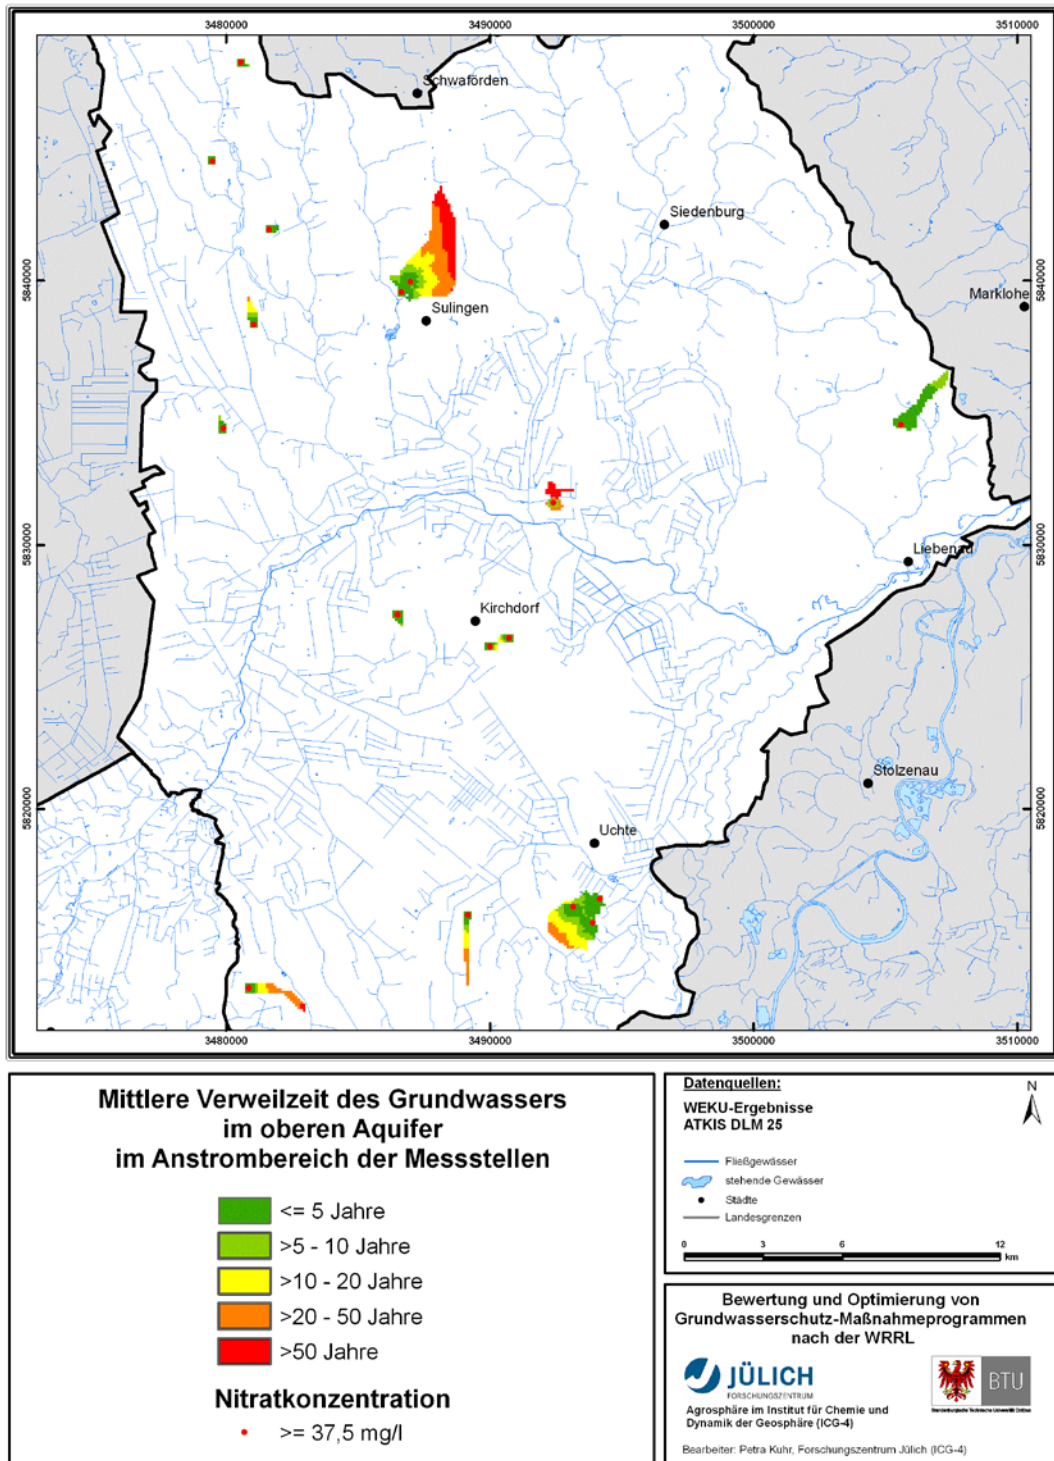 3480000
3490000
3500000
3510000
Schwaförden
Siedenburg
5840000
5840000
Marklohe
Sulingen
5830000
5830000
Liebenau
Kirchdorf
Stolzenau
5820000
5820000
Uchte
3480000
3490000
3500000
3510000
Mittlere Verweilzeit des Grundwassers
im oberen Aquifer
im Anstrombereich der Messstellen
<= 5 Jahre
>5 - 10 Jahre
>10 - 20 Jahre
>20 - 50 Jahre
>50 Jahre
Nitratkonzentration
>= 37,5 mg/l
Datenquellen:
N
WEKU-Ergebnisse
ATKIS DLM 25
Fließgewässer
stehende Gewässer
Städte
Landesgrenzen
0 3 6 12
km
Bewertung und Optimierung von
Grundwasserschutz-Maßnahmeprogrammen
nach der WRRL
JÜLICH
FORSCHUNGSZENTRUM
BTU
Brandenburgische Technische Universität Cottbus
Agrosphäre im Institut für Chemie und
Dynamik der Geosphäre (ICG-4)
Bearbeiter: Petra Kuhr, Forschungszentrum Jülich (ICG-4)